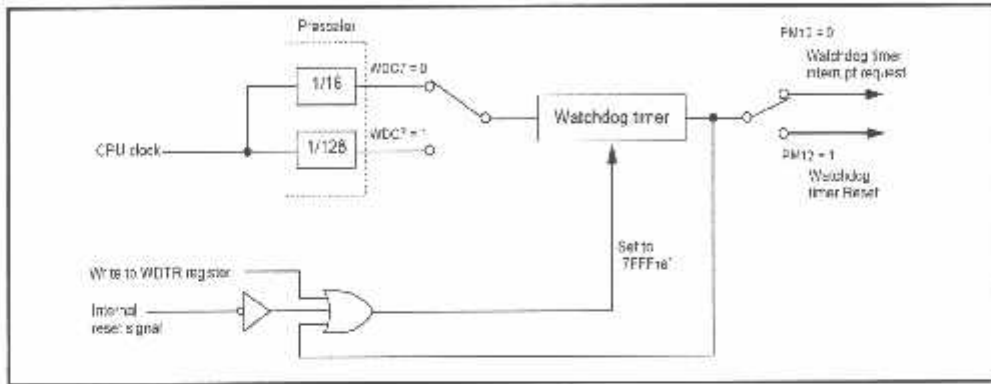 Prescaler
1/16
WDC7 = 0
1/128
WDC7 = 1
CPU clock
Watchdog timer
PM12 = 0
Watchdog timer
interrupt request
PM12 = 1
Watchdog
timer Reset
Set to
"7FFF16"
Write to WDTR register
Internal
reset signal